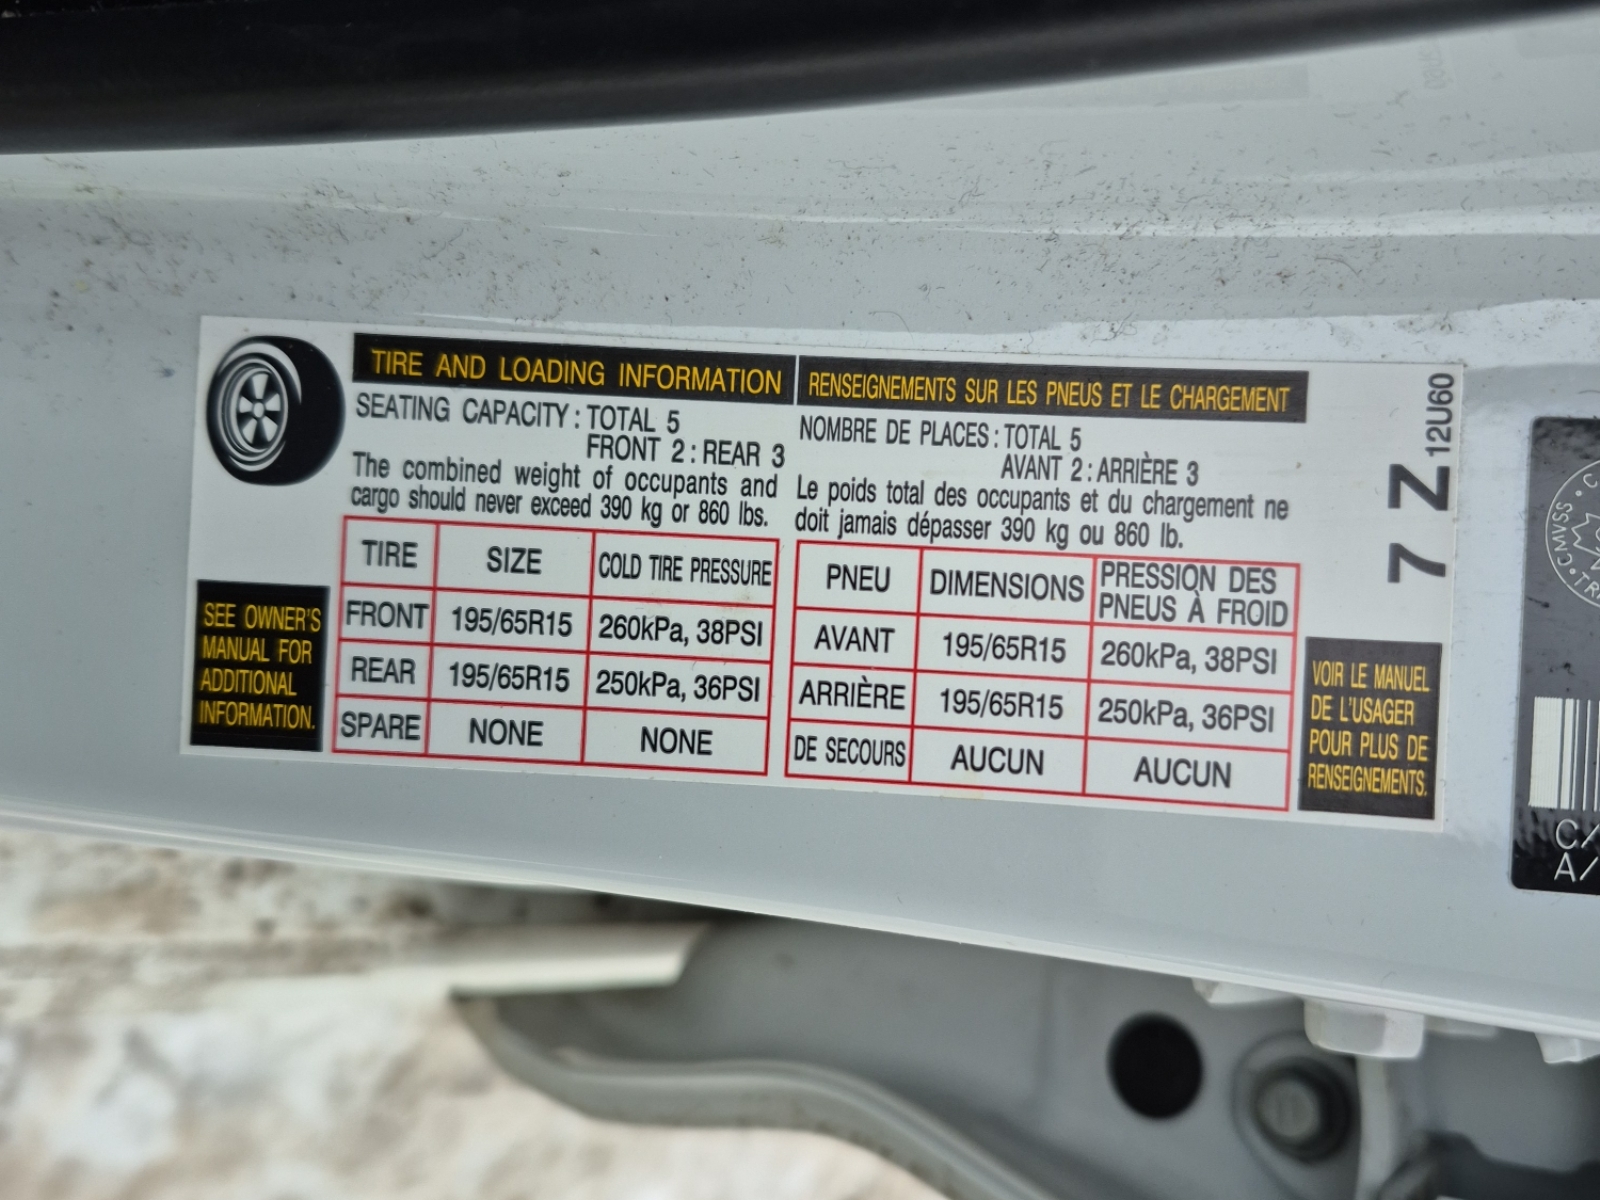 TIRE AND LOADING INFORMATION
SEATING CAPACITY : TOTAL 5
FRONT 2 : REAR 3
The combined weight of occupants and
cargo should never exceed 390 kg or 860 lbs.
TIRE SIZE COLD TIRE PRESSURE
FRONT 195/65R15 260kPa, 38PSI
REAR 195/65R15 250kPa, 36PSI
SPARE NONE NONE
SEE OWNER'S
MANUAL FOR
ADDITIONAL
INFORMATION.
RENSEIGNEMENTS SUR LES PNEUS ET LE CHARGEMENT
NOMBRE DE PLACES : TOTAL 5
AVANT 2 : ARRIÈRE 3
Le poids total des occupants et du chargement ne
doit jamais dépasser 390 kg ou 860 lb.
PNEU DIMENSIONS PRESSION DES
PNEUS À FROID
AVANT 195/65R15 260kPa, 38PSI
ARRIÈRE 195/65R15 250kPa, 36PSI
DE SECOURS AUCUN AUCUN
VOIR LE MANUEL
DE L'USAGER
POUR PLUS DE
RENSEIGNEMENTS.
7 Z
12U60
CMVSS
C/
A/